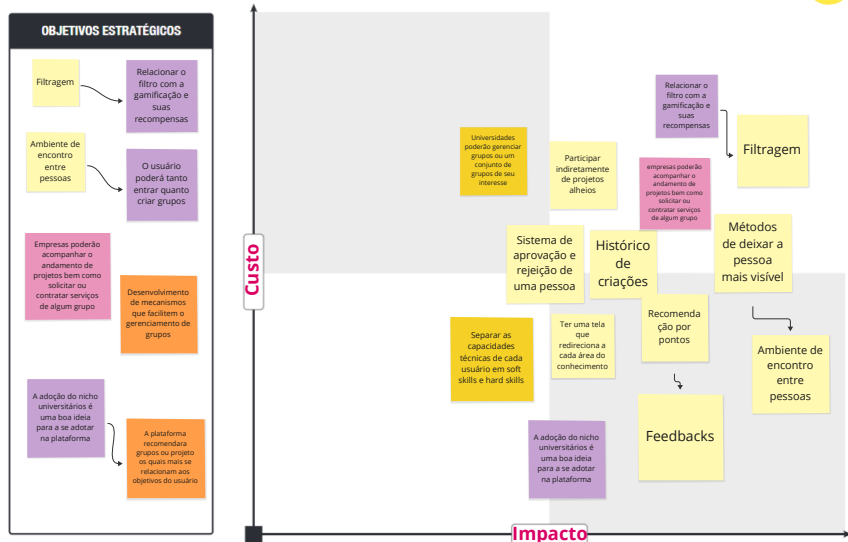 OBJETIVOS ESTRATÉGICOS
Filtragem
Relacionar o
filtro com a
gamificação e
suas
recompensas
Ambiente de
encontro
entre
pessoas
O usuário
poderá tanto
entrar quanto
criar grupos
Empresas poderão
acompanhar o
andamento de
projetos bem como
solicitar ou
contratar serviços
de algum grupo
Desenvolvimento
de mecanismos
que facilitem o
gerenciamento de
grupos
A adoção do nicho
universitários é
uma boa ideia
para a se adotar
na plataforma
A plataforma
recomendara
grupos ou projeto
os quais mais se
relacionam aos
objetivos do usuário
Custo
Universidades
poderão gerenciar
grupos ou um
conjunto de
grupos de seu
interesse
Participar
indiretamente
de projetos
alheios
Relacionar o
filtro com a
gamificação e
suas
recompensas
Filtragem
empresas poderão
acompanhar o
andamento de
projetos bem como
solicitar ou
contratar serviços
de algum grupo
Sistema de
aprovação e
rejeição de
uma pessoa
Histórico
de
criações
Métodos
de deixar a
pessoa
mais visível
Separar as
capacidades
técnicas de cada
usuário em soft
skills e hard skills
Ter uma tela
que
redireciona a
cada área do
conhecimento
Recomenda
ção por
pontos
Ambiente de
encontro
entre
pessoas
Feedbacks
A adoção do nicho
universitários é
uma boa ideia
para a se adotar
na plataforma
Impacto